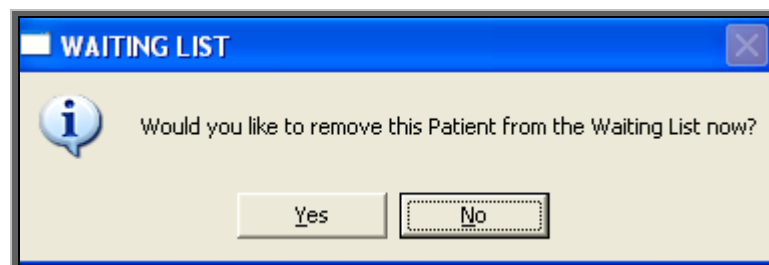 WAITING LIST
Would you like to remove this Patient from the Waiting List now?
Yes No